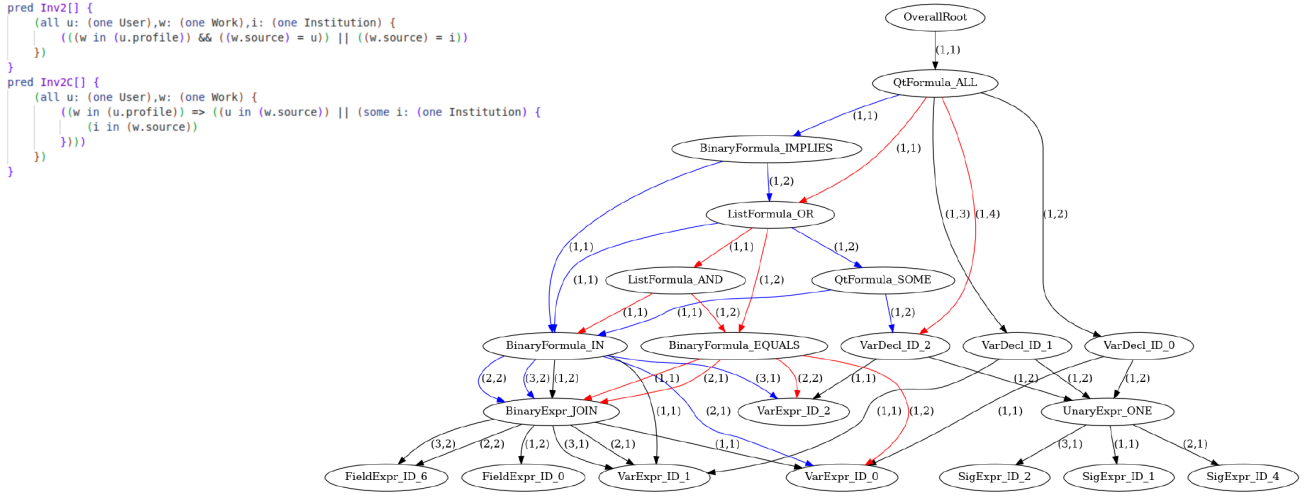 pred Inv2[] {
(all u: (one User),w: (one Work),i: (one Institution) {
(((w in (u.profile)) && ((w.source) = u)) || ((w.source) = i))
})
}
pred Inv2C[] {
(all u: (one User),w: (one Work) {
((w in (u.profile)) => ((u in (w.source)) || (some i: (one Institution) {
(i in (w.source))
})))
})
}
OverallRoot
(1,1)
QtFormula_ALL
(1,1)
BinaryFormula_IMPLIES
(1,1)
(1,2)
ListFormula_OR
(1,3)
(1,4)
(1,2)
(1,1)
(1,1)
(1,1)
(1,2)
(1,2)
ListFormula_AND
QtFormula_SOME
(1,1)
(1,1)
(1,2)
(1,2)
BinaryFormula_IN
BinaryFormula_EQUALS
VarDecl_ID_2
VarDecl_ID_1
VarDecl_ID_0
(2,2)
(3,2)
(1,2)
(1,1)
(2,1)
(3,1)
(2,2)
(1,1)
(1,2)
(1,2)
(1,2)
BinaryExpr_JOIN
VarExpr_ID_2
UnaryExpr_ONE
(1,1)
(2,1)
(1,2)
(1,1)
(1,1)
(3,2)
(2,2)
(1,2)
(3,1)
(2,1)
(1,1)
(3,1)
(1,1)
(2,1)
FieldExpr_ID_6
FieldExpr_ID_0
VarExpr_ID_1
VarExpr_ID_0
SigExpr_ID_2
SigExpr_ID_1
SigExpr_ID_4